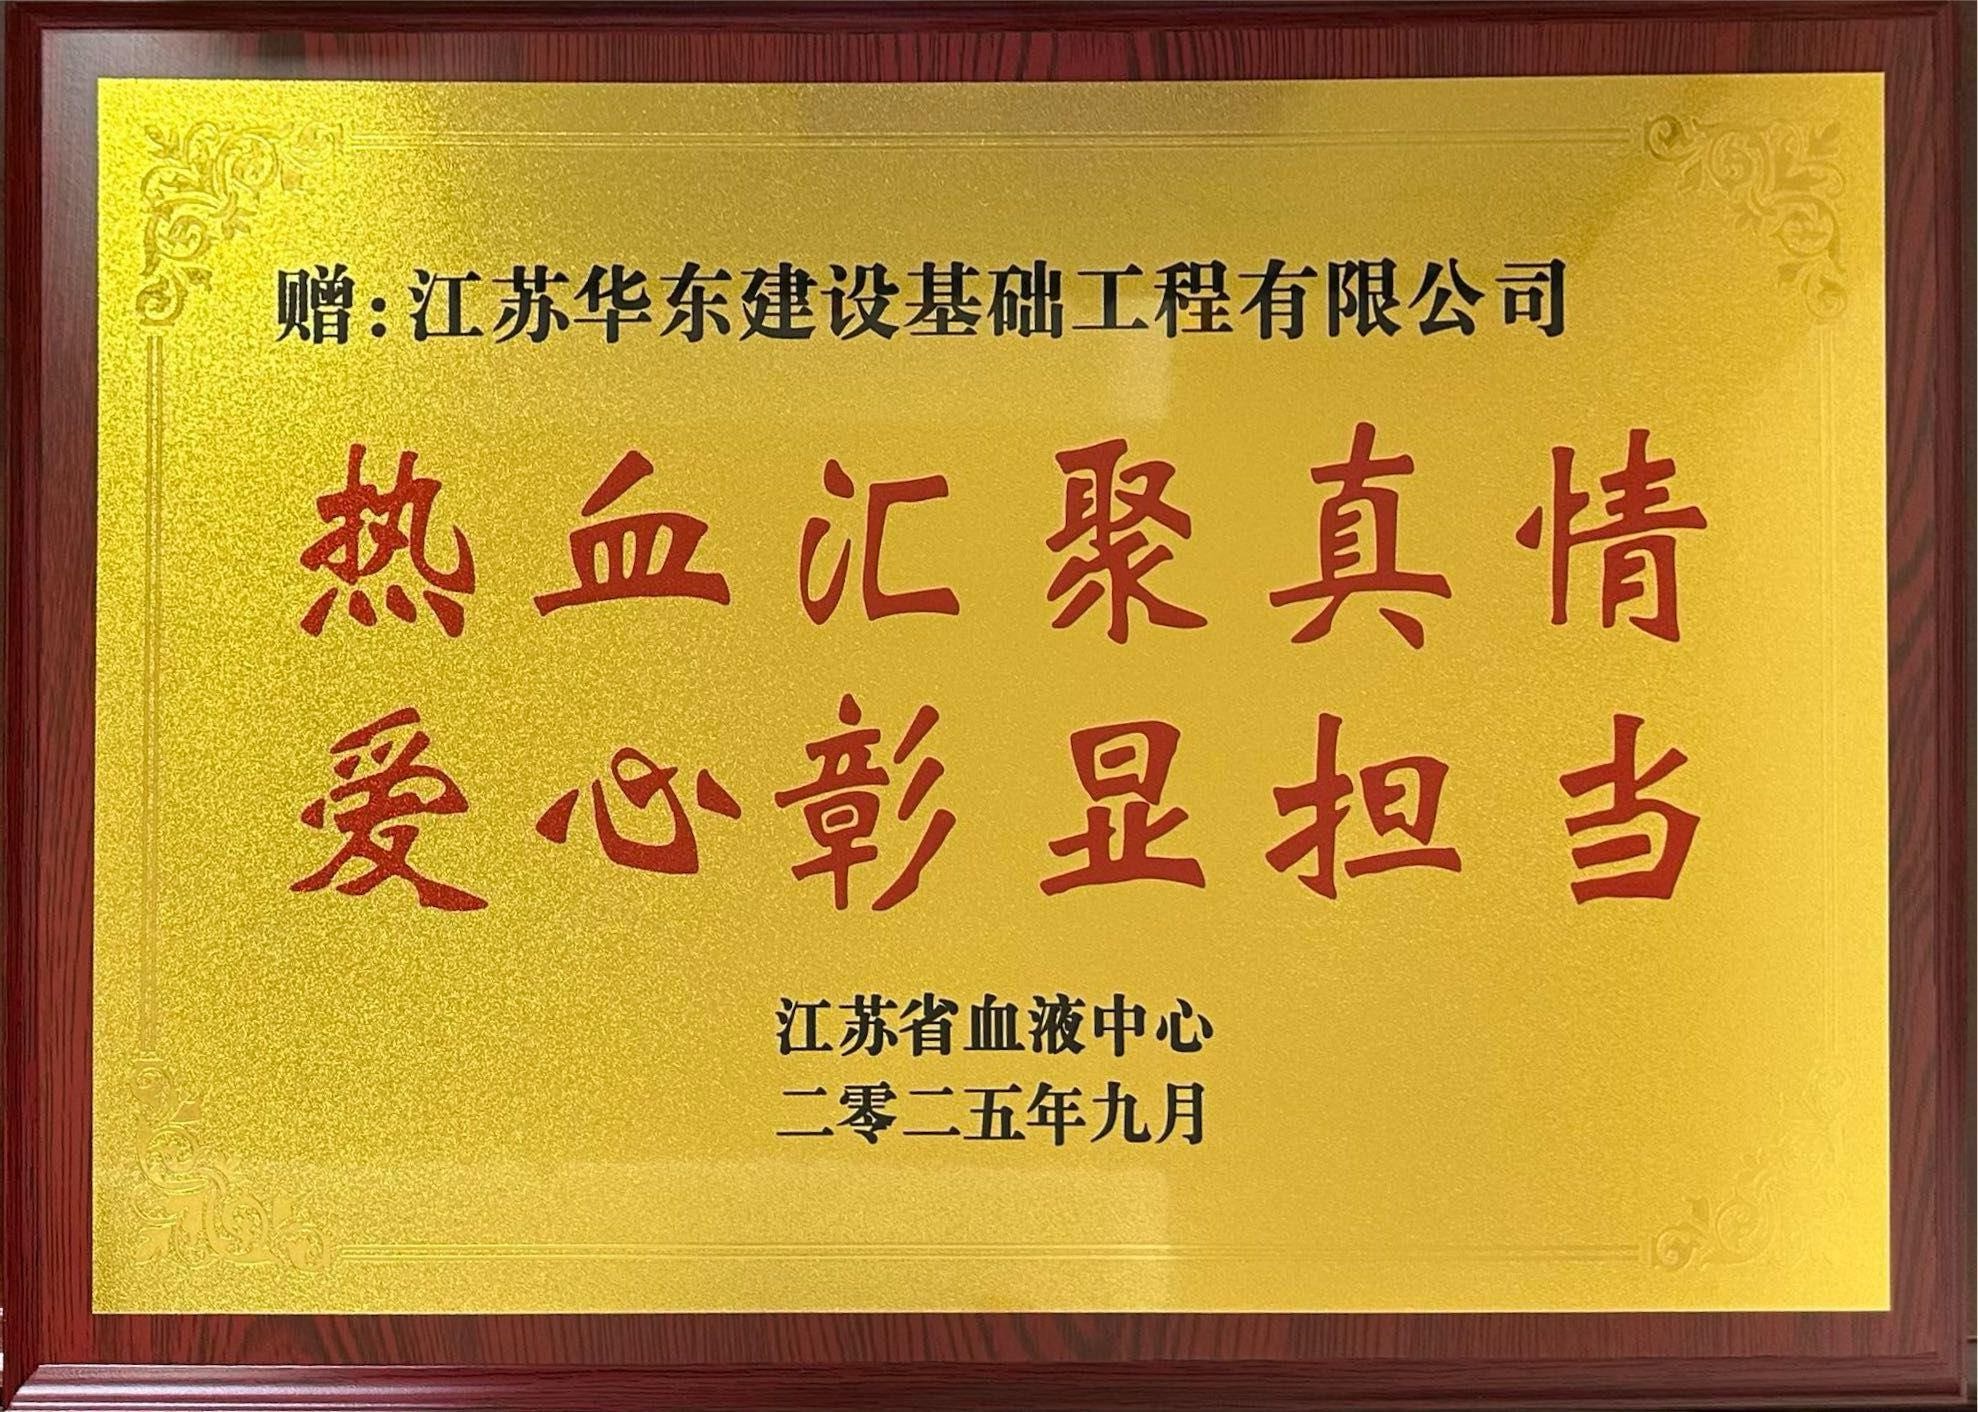 赠:江苏华东建设基础工程有限公司
热血汇聚真情
爱心彰显担当
江苏省血液中心
二零二五年九月